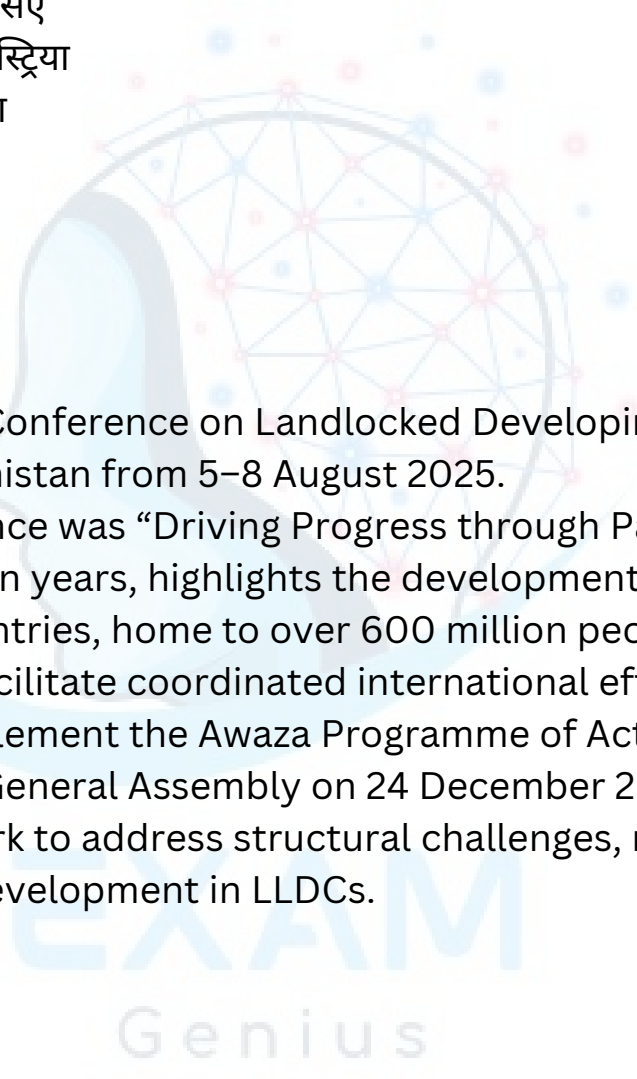 सिए
स्ट्रिया
ा
Conference on Landlocked Developin
nistan from 5–8 August 2025.
nce was “Driving Progress through Pa
n years, highlights the development
ntries, home to over 600 million peo
cilitate coordinated international eff
lement the Awaza Programme of Act
General Assembly on 24 December 2
rk to address structural challenges, r
evelopment in LLDCs.
EXAM
Genius